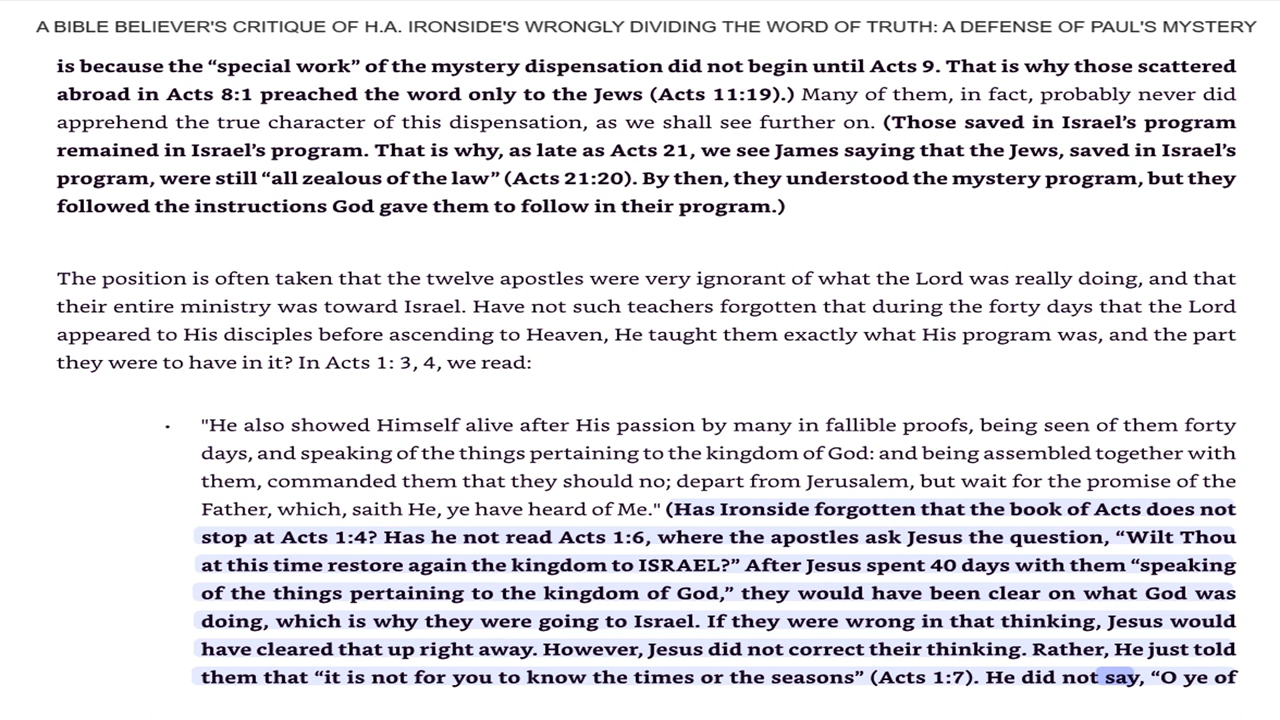 A BIBLE BELIEVER'S CRITIQUE OF H.A. IRONSIDE'S WRONGLY DIVIDING THE WORD OF TRUTH: A DEFENSE OF PAUL'S MYSTERY
is because the “special work” of the mystery dispensation did not begin until Acts 9. That is why those scattered
abroad in Acts 8:1 preached the word only to the Jews (Acts 11:19).) Many of them, in fact, probably never did
apprehend the true character of this dispensation, as we shall see further on. (Those saved in Israel’s program
remained in Israel’s program. That is why, as late as Acts 21, we see James saying that the Jews, saved in Israel’s
program, were still “all zealous of the law” (Acts 21:20). By then, they understood the mystery program, but they
followed the instructions God gave them to follow in their program.)
The position is often taken that the twelve apostles were very ignorant of what the Lord was really doing, and that
their entire ministry was toward Israel. Have not such teachers forgotten that during the forty days that the Lord
appeared to His disciples before ascending to Heaven, He taught them exactly what His program was, and the part
they were to have in it? In Acts 1: 3, 4, we read:
· "He also showed Himself alive after His passion by many in fallible proofs, being seen of them forty
days, and speaking of the things pertaining to the kingdom of God: and being assembled together with
them, commanded them that they should no; depart from Jerusalem, but wait for the promise of the
Father, which, saith He, ye have heard of Me." (Has Ironside forgotten that the book of Acts does not
stop at Acts 1:4? Has he not read Acts 1:6, where the apostles ask Jesus the question, “Wilt Thou
at this time restore again the kingdom to ISRAEL?” After Jesus spent 40 days with them “speaking
of the things pertaining to the kingdom of God,” they would have been clear on what God was
doing, which is why they were going to Israel. If they were wrong in that thinking, Jesus would
have cleared that up right away. However, Jesus did not correct their thinking. Rather, He just told
them that “it is not for you to know the times or the seasons” (Acts 1:7). He did not say, “O ye of